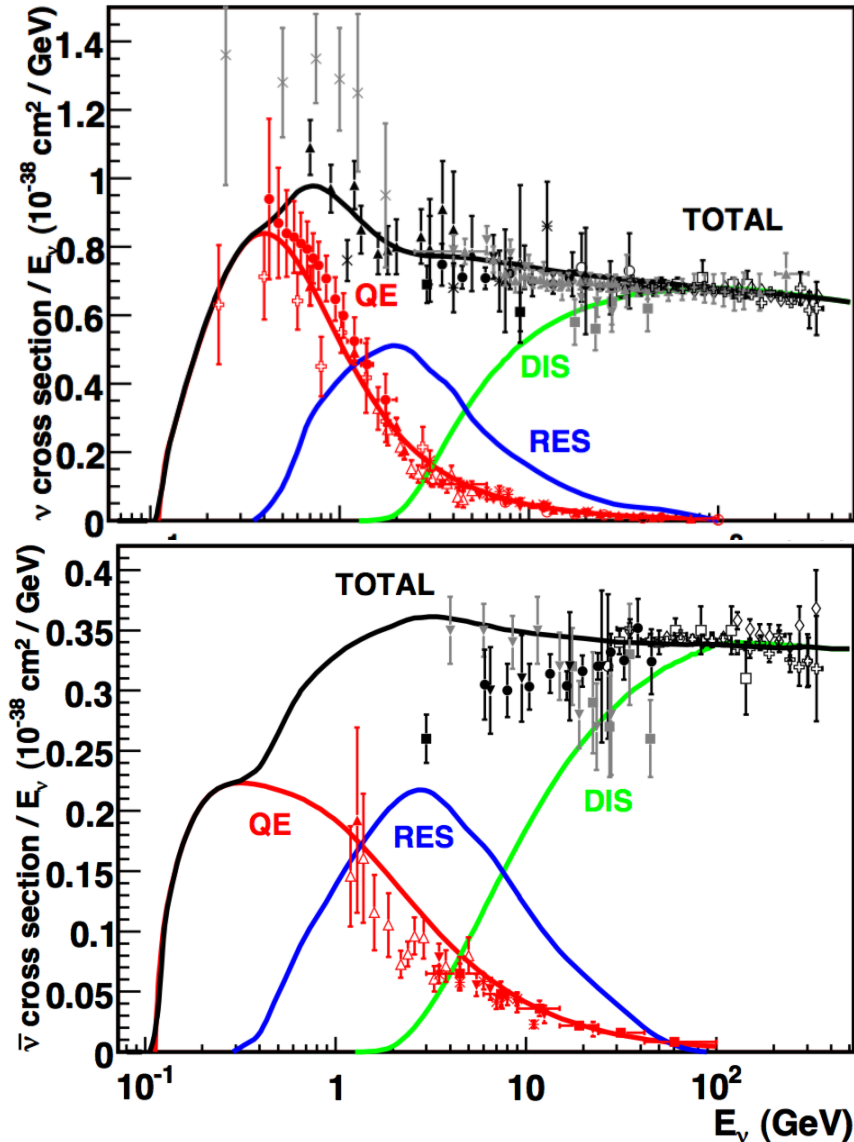 ν cross section / Eν (10-38 cm2 / GeV)
1.4
1.2
1
0.8
0.6
0.4
0.2
0
TOTAL
QE
DIS
RES
ν̅ cross section / Eν (10-38 cm2 / GeV)
0.4
0.35
0.3
0.25
0.2
0.15
0.1
0.05
0
TOTAL
QE
RES
DIS
10-1
1
10
102
Eν (GeV)